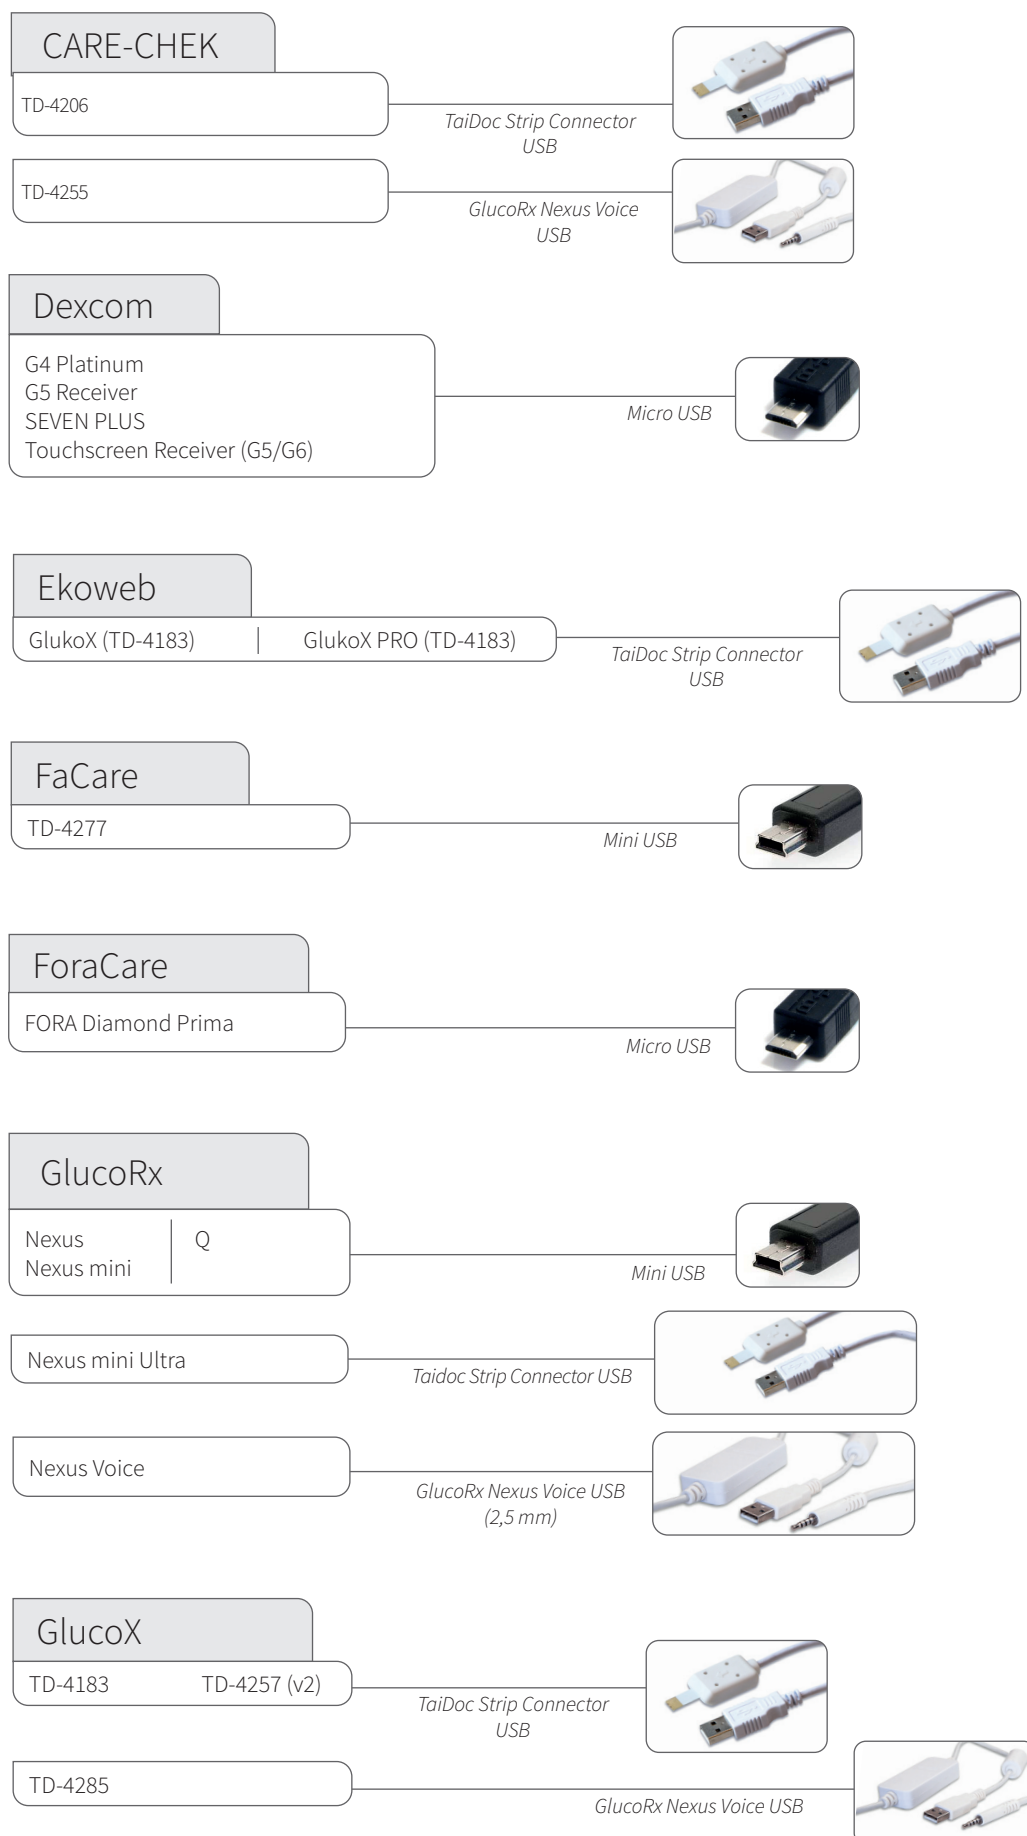 CARE-CHEK
TD-4206
TaiDoc Strip Connector
USB
TD-4255
GlucoRx Nexus Voice
USB
Dexcom
G4 Platinum
G5 Receiver
SEVEN PLUS
Touchscreen Receiver (G5/G6)
Micro USB
Ekoweb
GlukoX (TD-4183) GlukoX PRO (TD-4183)
TaiDoc Strip Connector
USB
FaCare
TD-4277
Mini USB
ForaCare
FORA Diamond Prima
Micro USB
GlucoRx
Nexus
Nexus mini
Q
Mini USB
Nexus mini Ultra
Taidoc Strip Connector USB
Nexus Voice
GlucoRx Nexus Voice USB
(2,5 mm)
GlucoX
TD-4183 TD-4257 (v2)
TaiDoc Strip Connector
USB
TD-4285
GlucoRx Nexus Voice USB